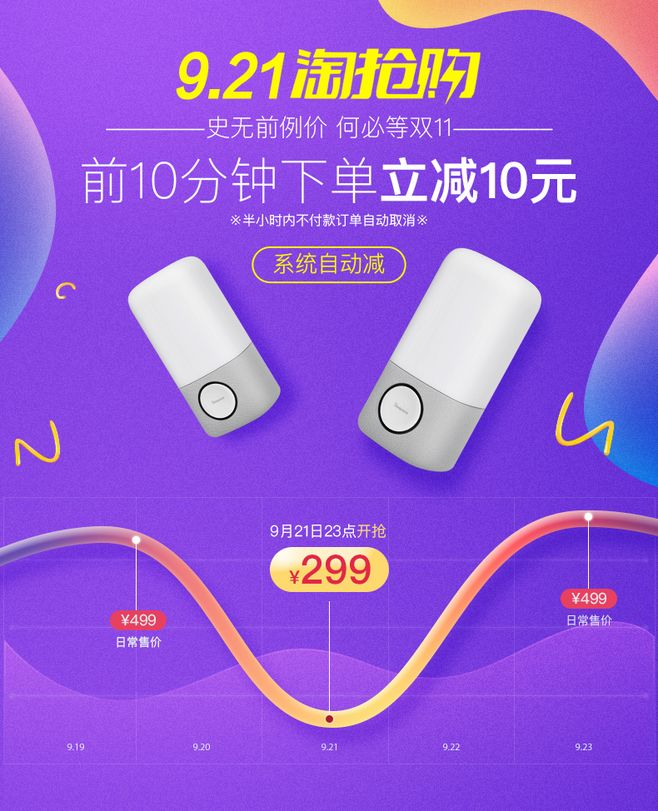 9.21淘抢购
史无前例价 何必等双11
前10分钟下单立减10元
※半小时内不付款订单自动取消※
系统自动减
9月21日23点开抢
¥299
¥499
日常售价
¥499
日常售价
9.19 9.20 9.21 9.22 9.23